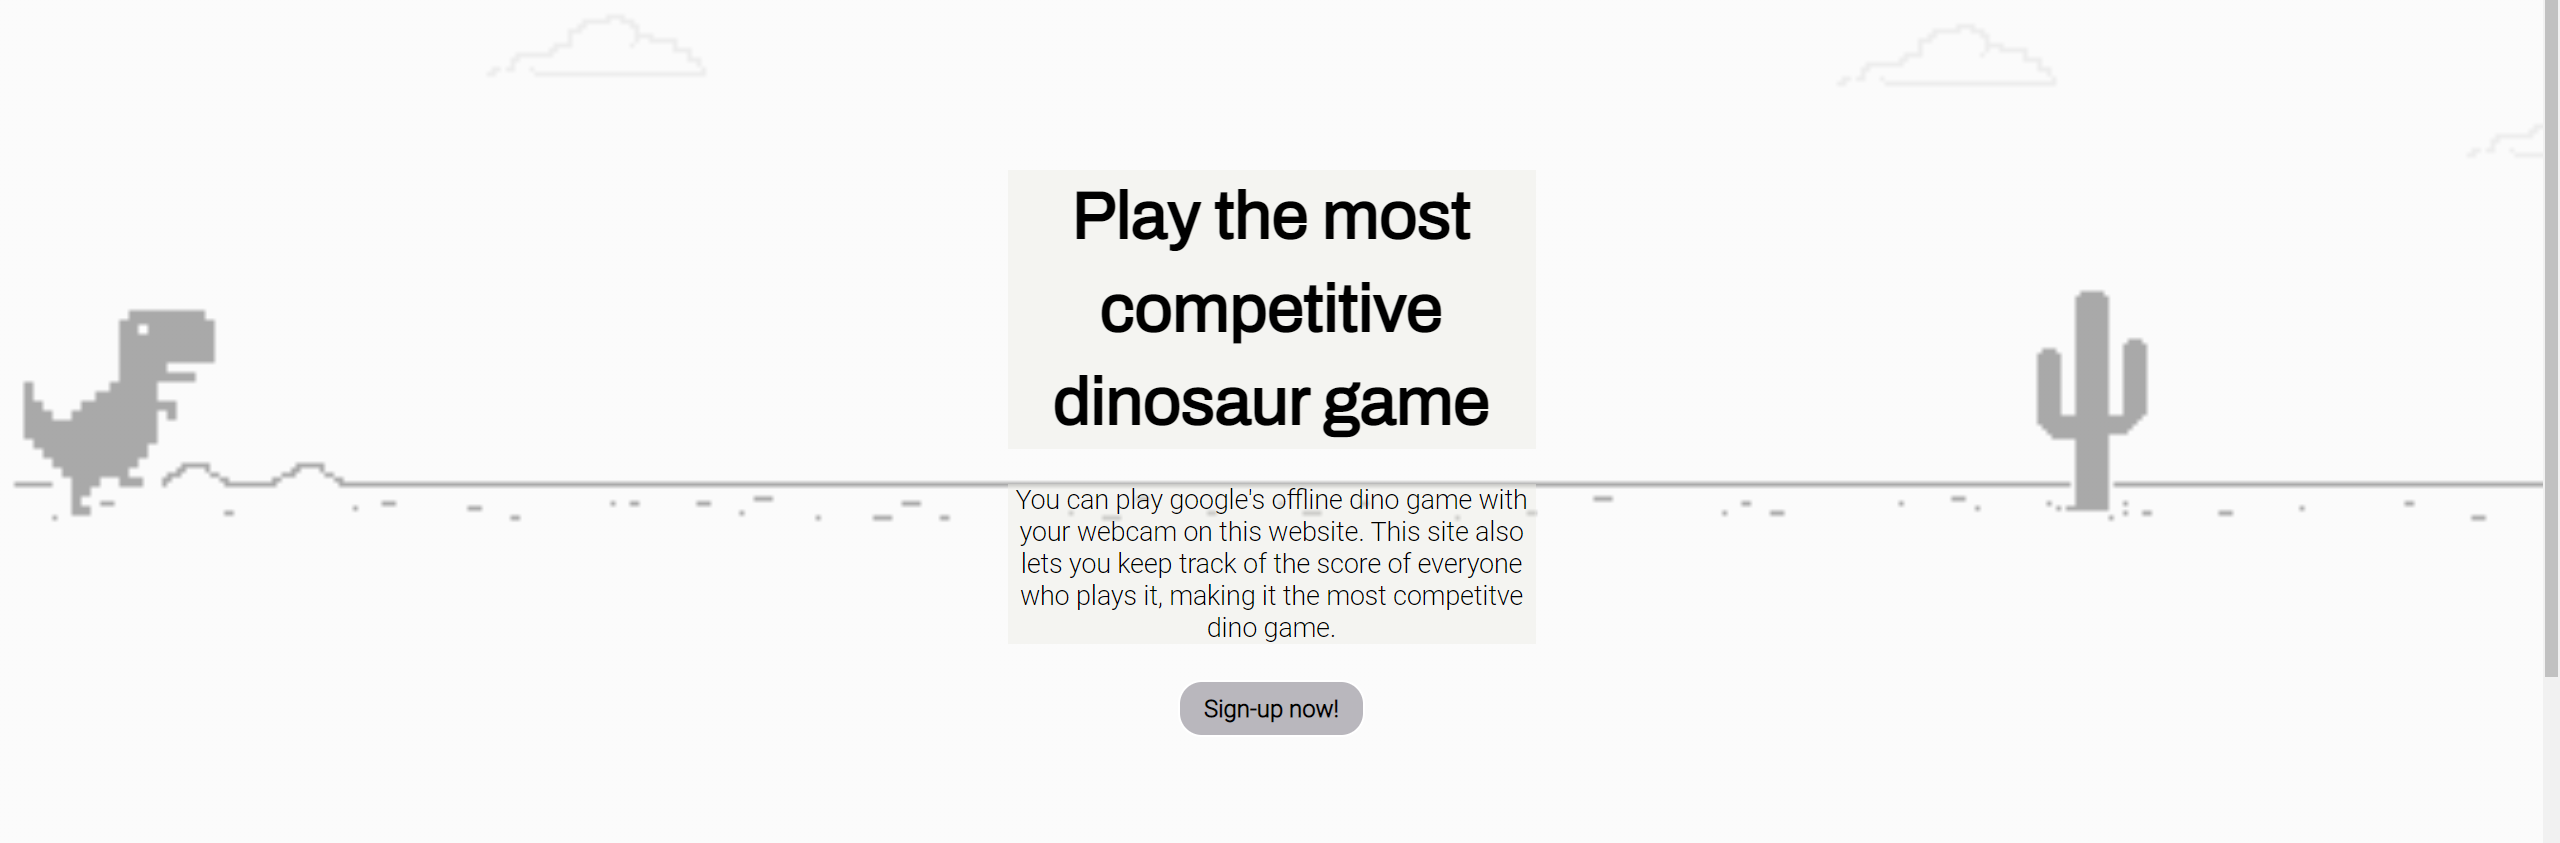 Play the most
competitive
dinosaur game
You can play google's offline dino game with
your webcam on this website. This site also
lets you keep track of the score of everyone
who plays it, making it the most competitve
dino game.
Sign-up now!